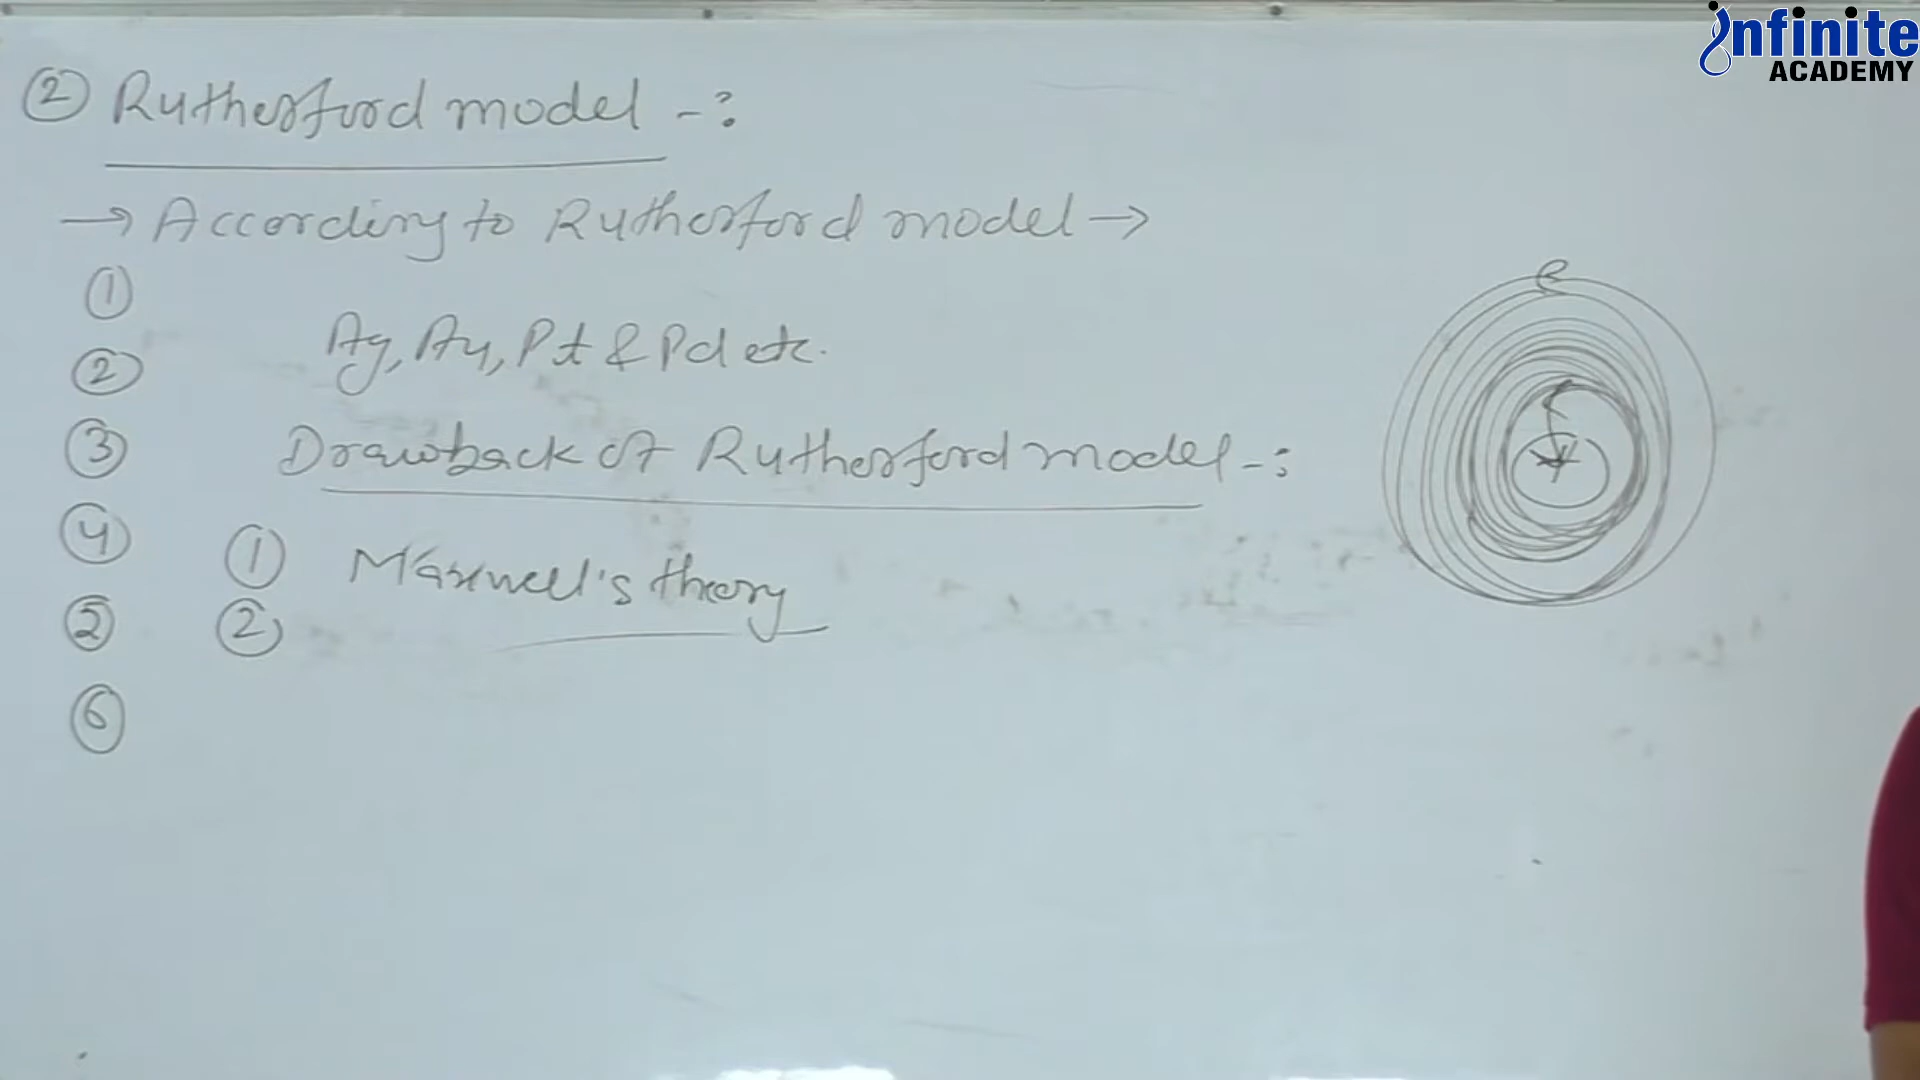 infinite
ACADEMY
② Rutherford model -:
→ According to Rutherford model →
①
Ag, Au, Pt & Pd etc.
②
③ Drawback of Rutherford model -:
④ ① Maxwell's theory
⑤ ②
⑥
e